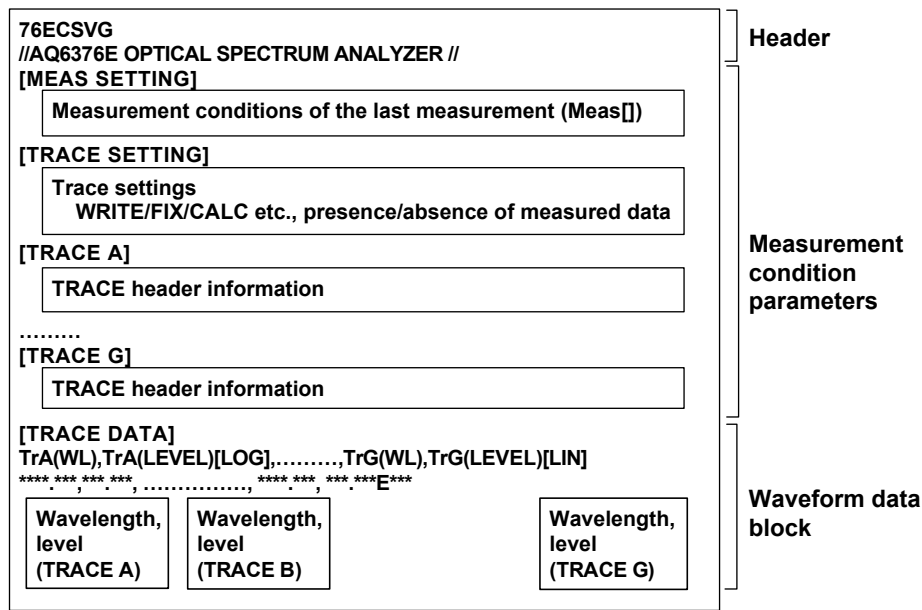 76ECSVG
//AQ6376E OPTICAL SPECTRUM ANALYZER //
Header
[MEAS SETTING]
Measurement conditions of the last measurement (Meas[])
[TRACE SETTING]
Trace settings
WRITE/FIX/CALC etc., presence/absence of measured data
[TRACE A]
TRACE header information
………
[TRACE G]
TRACE header information
Measurement
condition
parameters
[TRACE DATA]
TrA(WL),TrA(LEVEL)[LOG],………,TrG(WL),TrG(LEVEL)[LIN]
****.***,***.***, ……………, ****.***, ***.***E***
Wavelength,
level
(TRACE A)
Wavelength,
level
(TRACE B)
Wavelength,
level
(TRACE G)
Waveform data
block